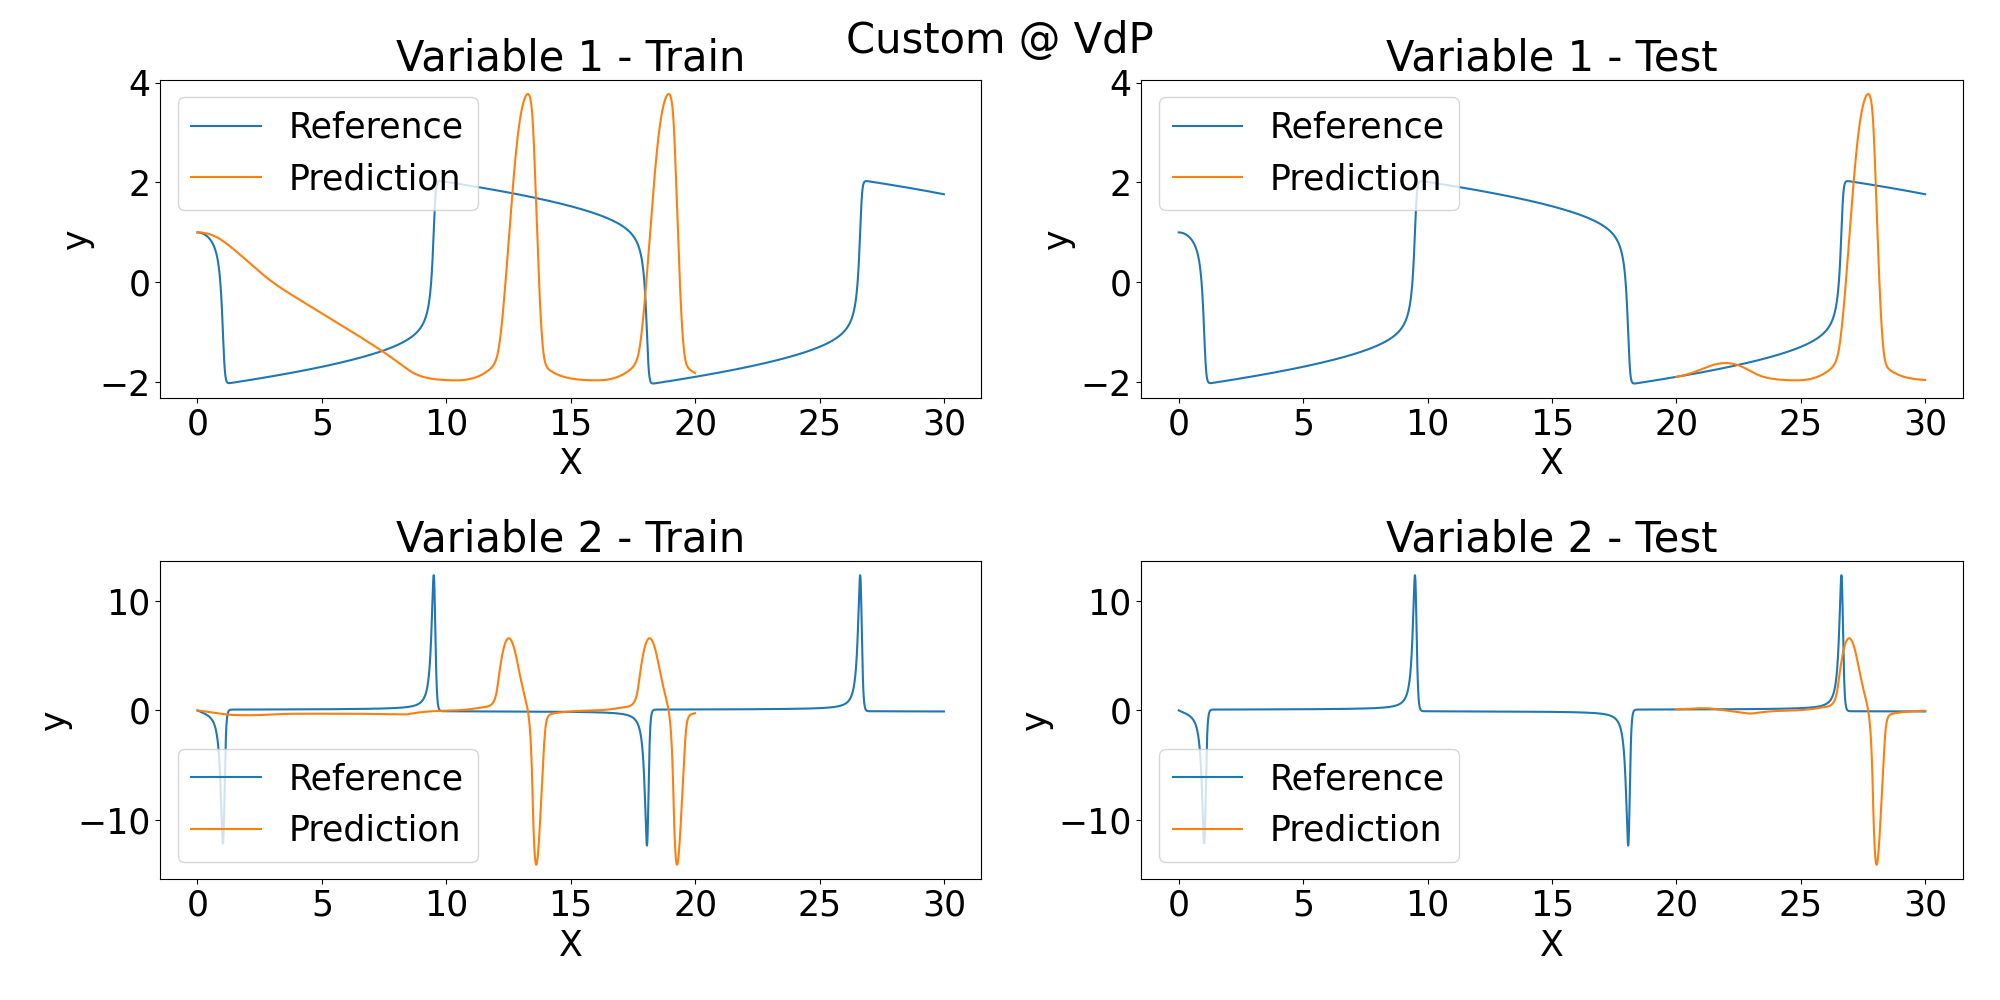 Custom @ VdP
Variable 1 - Train
4
2
0
−2
y
Reference
Prediction
0 5 10 15 20 25 30
X
Variable 1 - Test
4
2
0
−2
y
Reference
Prediction
0 5 10 15 20 25 30
X
Variable 2 - Train
10
0
−10
y
Reference
Prediction
0 5 10 15 20 25 30
X
Variable 2 - Test
10
0
−10
y
Reference
Prediction
0 5 10 15 20 25 30
X